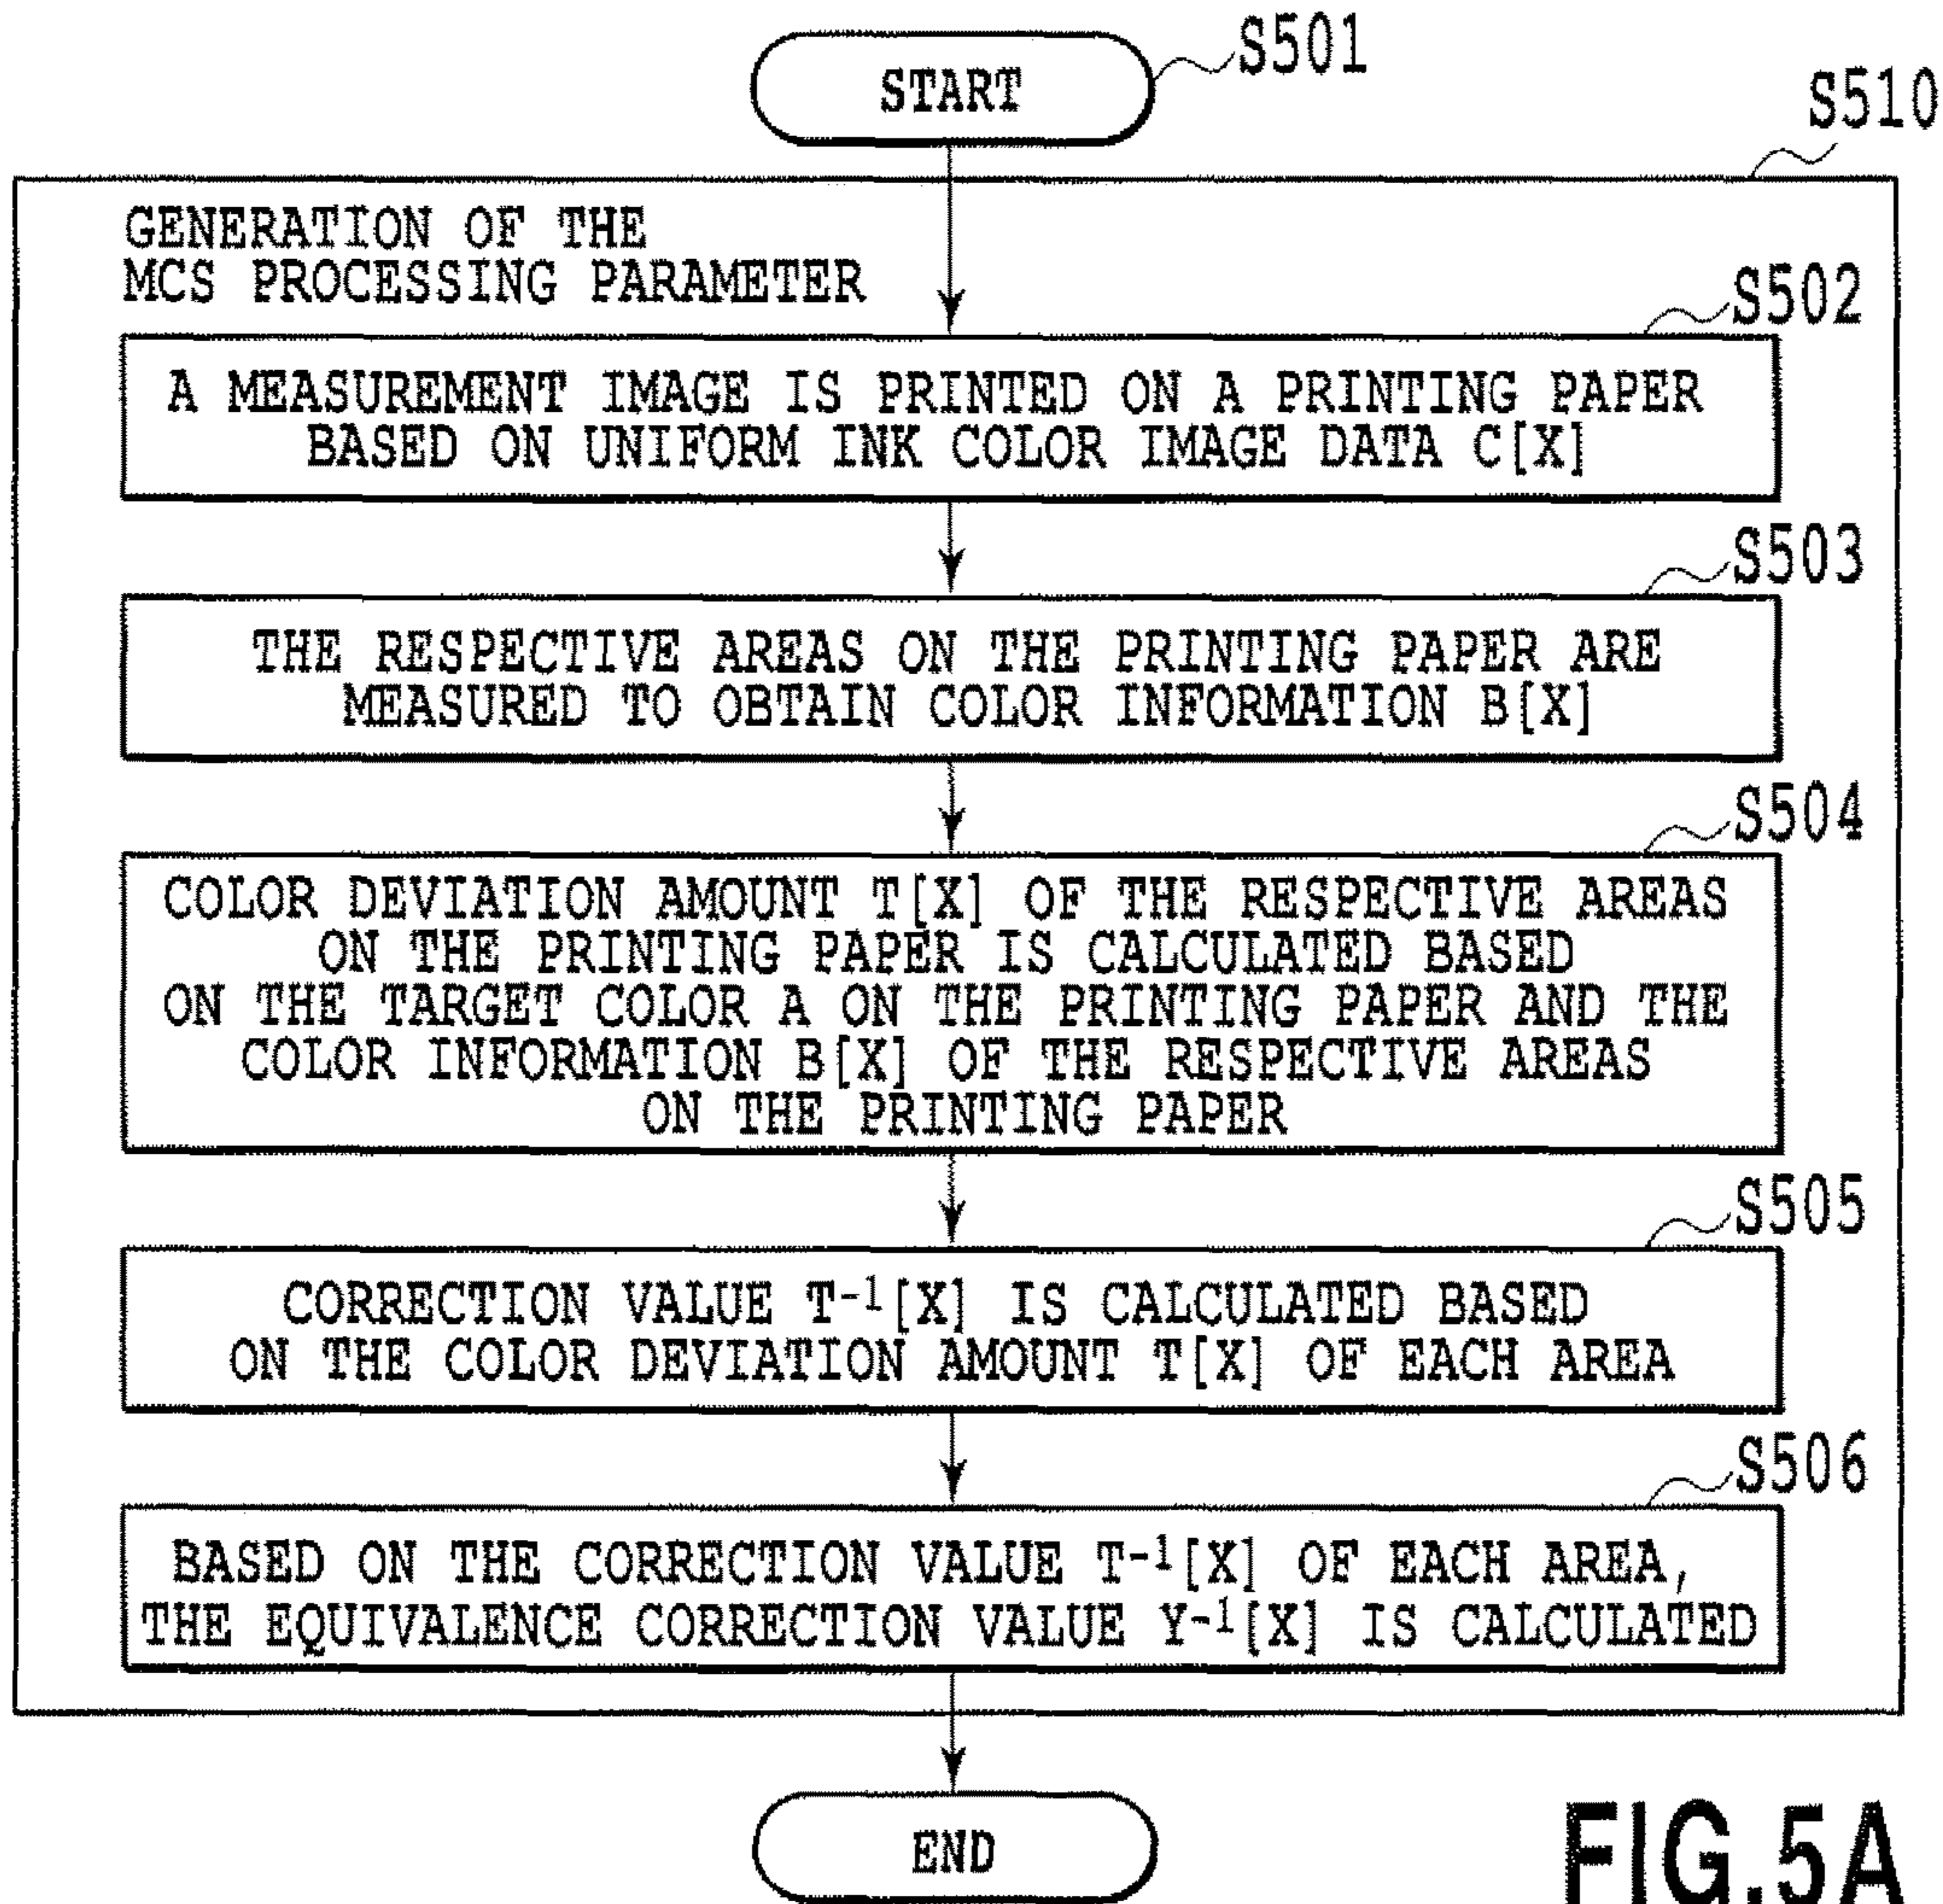 START
S501
S510
GENERATION OF THE
MCS PROCESSING PARAMETER
S502
A MEASUREMENT IMAGE IS PRINTED ON A PRINTING PAPER
BASED ON UNIFORM INK COLOR IMAGE DATA C[X]
S503
THE RESPECTIVE AREAS ON THE PRINTING PAPER ARE
MEASURED TO OBTAIN COLOR INFORMATION B[X]
S504
COLOR DEVIATION AMOUNT T[X] OF THE RESPECTIVE AREAS
ON THE PRINTING PAPER IS CALCULATED BASED
ON THE TARGET COLOR A ON THE PRINTING PAPER AND THE
COLOR INFORMATION B[X] OF THE RESPECTIVE AREAS
ON THE PRINTING PAPER
S505
CORRECTION VALUE T⁻¹[X] IS CALCULATED BASED
ON THE COLOR DEVIATION AMOUNT T[X] OF EACH AREA
S506
BASED ON THE CORRECTION VALUE T⁻¹[X] OF EACH AREA,
THE EQUIVALENCE CORRECTION VALUE Y⁻¹[X] IS CALCULATED
END
FIG.5A